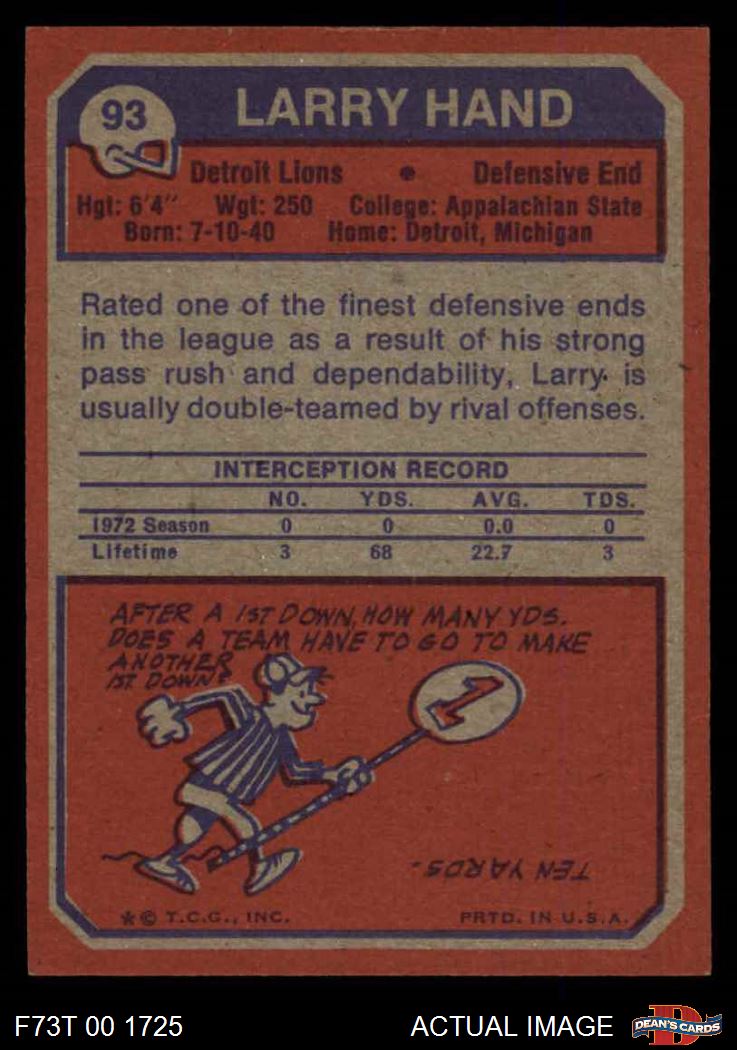 93
LARRY HAND
Detroit Lions • Defensive End
Hgt: 6'4" Wgt: 250 College: Appalachian State
Born: 7-10-40 Home: Detroit, Michigan
Rated one of the finest defensive ends
in the league as a result of his strong
pass rush and dependability, Larry is
usually double-teamed by rival offenses.
INTERCEPTION RECORD
NO. YDS. AVG. TDS.
1972 Season 0 0 0.0 0
Lifetime 3 68 22.7 3
AFTER A 1ST DOWN, HOW MANY YDS.
DOES A TEAM HAVE TO GO TO MAKE
ANOTHER
1ST DOWN?
1
TEN YARDS.
*© T.C.G., INC. PRTD. IN U.S.A.
F73T 00 1725 ACTUAL IMAGE D DEAN'S CARDS